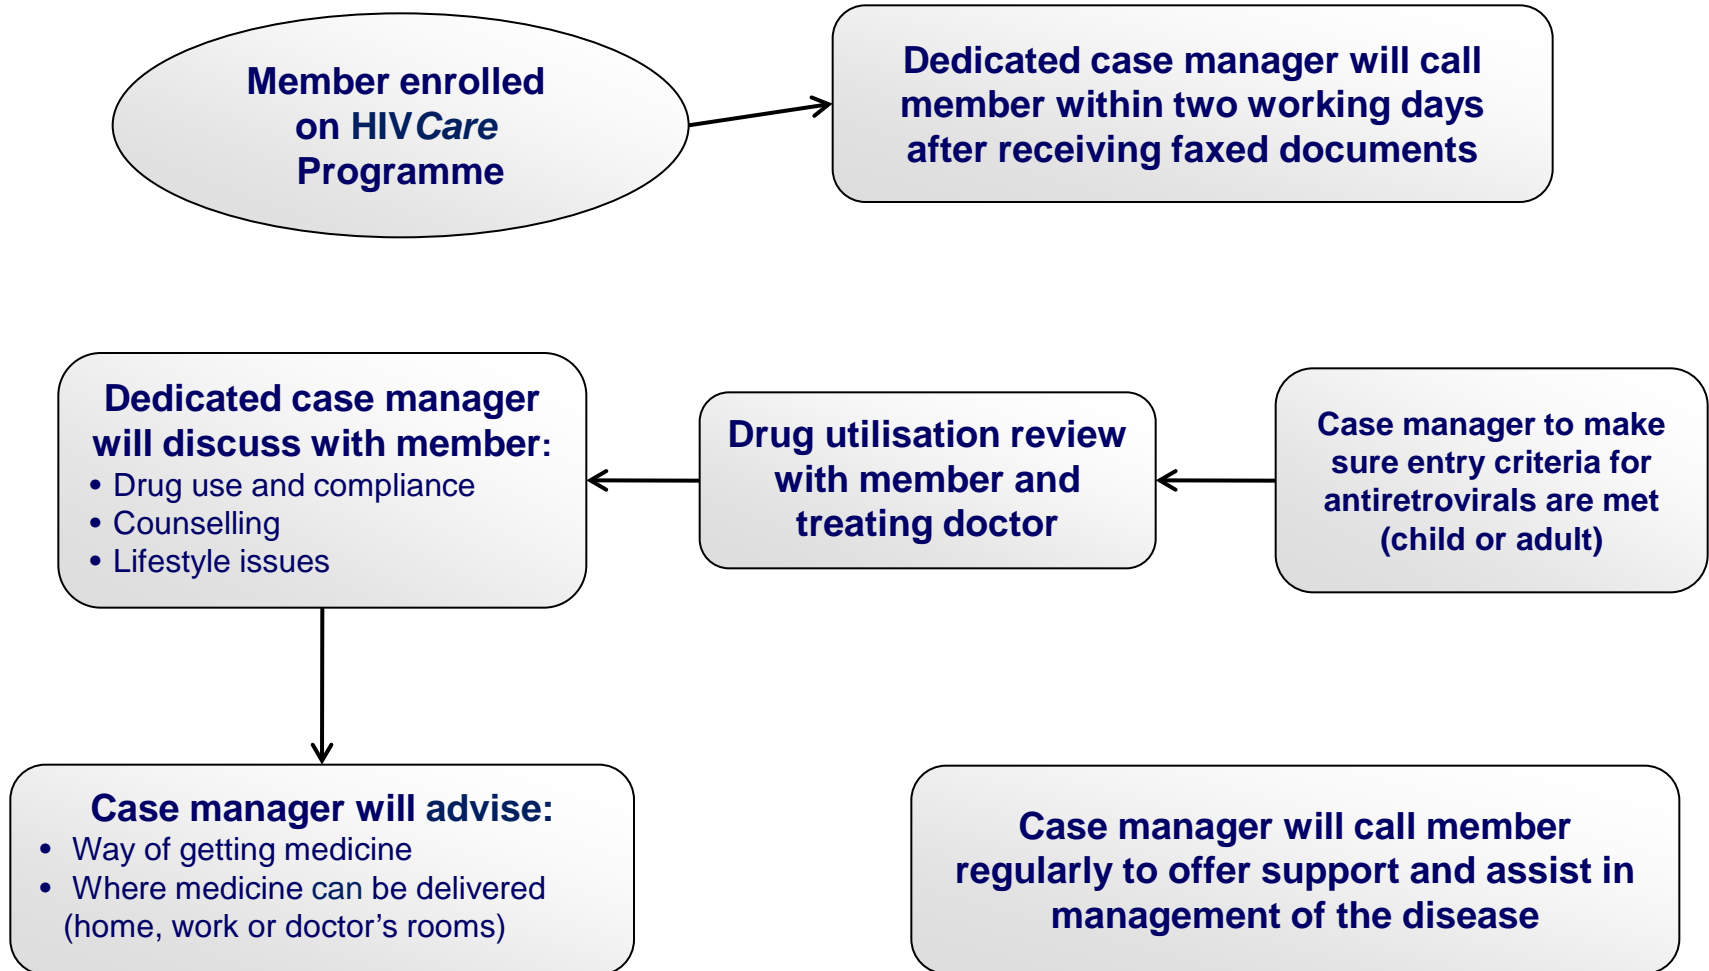 Member enrolled
on HIVCare
Programme
Dedicated case manager will call
member within two working days
after receiving faxed documents
Dedicated case manager
will discuss with member:
• Drug use and compliance
• Counselling
• Lifestyle issues
Drug utilisation review
with member and
treating doctor
Case manager to make
sure entry criteria for
antiretrovirals are met
(child or adult)
Case manager will advise:
• Way of getting medicine
• Where medicine can be delivered
(home, work or doctor's rooms)
Case manager will call member
regularly to offer support and assist in
management of the disease